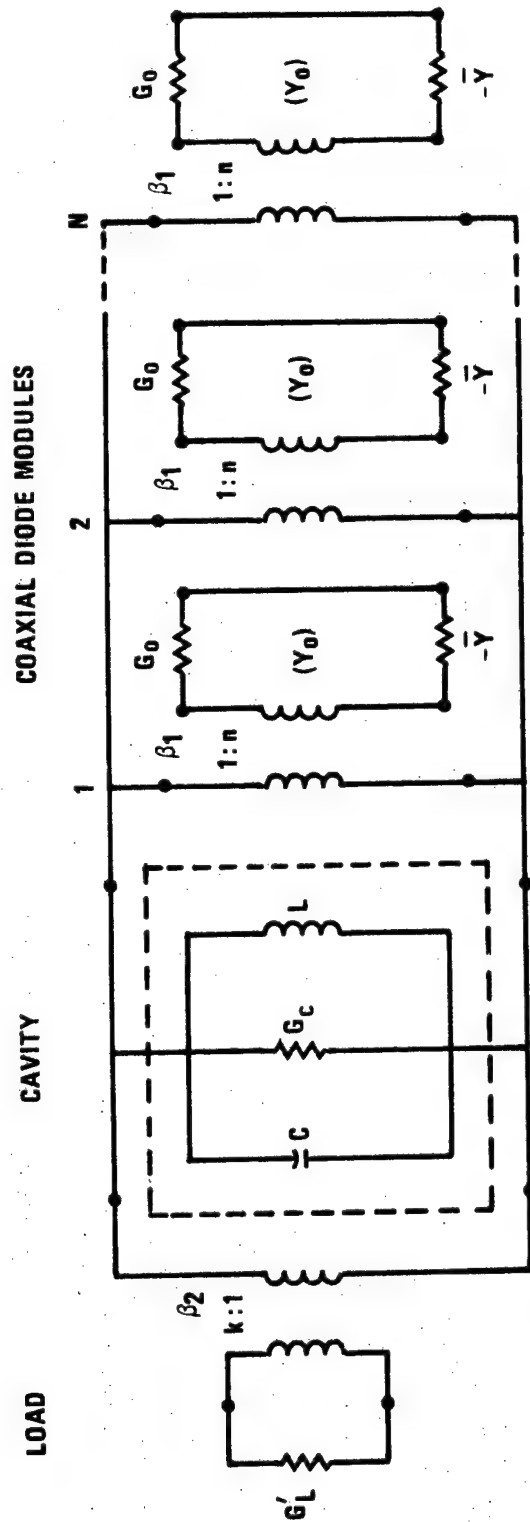 LOAD
CAVITY
COAXIAL DIODE MODULES
1
2
N
β2
k:1
G'L
C
GC
L
β1
1:n
G0
(Y0)
-Y̅
β1
1:n
G0
(Y0)
-Y̅
β1
1:n
G0
(Y0)
-Y̅